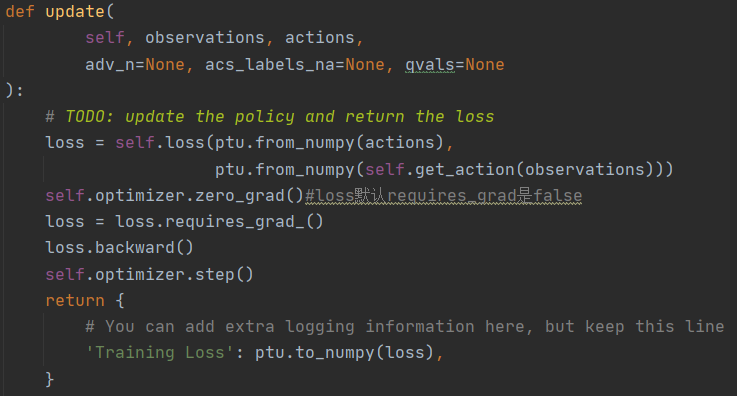 def update(
self, observations, actions,
adv_n=None, acs_labels_na=None, qvals=None
):
# TODO: update the policy and return the loss
loss = self.loss(ptu.from_numpy(actions),
ptu.from_numpy(self.get_action(observations)))
self.optimizer.zero_grad()#loss默认requires_grad是false
loss = loss.requires_grad_()
loss.backward()
self.optimizer.step()
return {
# You can add extra logging information here, but keep this line
'Training Loss': ptu.to_numpy(loss),
}